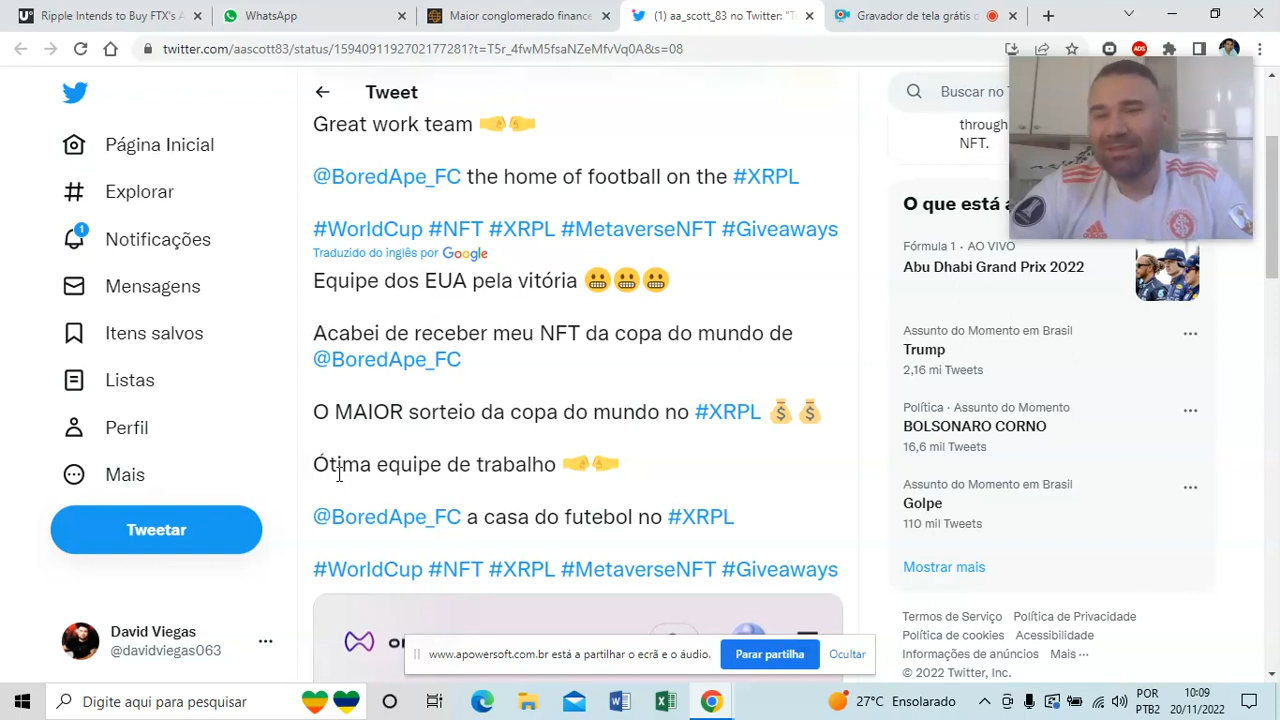 Ripple Intends to Buy FTX's A
WhatsApp
Maior conglomerado finance
(1) aa_scott_83 no Twitter: "T
Gravador de tela grátis
twitter.com/aascott83/status/1594091192702177281?t=T5r_4fwM5fsaNZeMfvVq0A&s=08
ADS
Tweet
Buscar no
Página Inicial
Explorar
1
Notificações
Mensagens
Itens salvos
Listas
Perfil
Mais
Tweetar
David Viegas
@davidviegas063
Great work team
@BoredApe_FC the home of football on the #XRPL
#WorldCup #NFT #XRPL #MetaverseNFT #Giveaways
Traduzido do inglês por Google
Equipe dos EUA pela vitória
Acabei de receber meu NFT da copa do mundo de
@BoredApe_FC
O MAIOR sorteio da copa do mundo no #XRPL
Ótima equipe de trabalho
@BoredApe_FC a casa do futebol no #XRPL
#WorldCup #NFT #XRPL #MetaverseNFT #Giveaways
through
NFT.
O que está
Fórmula 1 · AO VIVO
Abu Dhabi Grand Prix 2022
Assunto do Momento em Brasil
Trump
2,16 mi Tweets
Política · Assunto do Momento
BOLSONARO CORNO
16,6 mil Tweets
Assunto do Momento em Brasil
Golpe
110 mil Tweets
Mostrar mais
Termos de Serviço Política de Privacidade
Política de cookies Acessibilidade
Informações de anúncios Mais
© 2022 Twitter, Inc.
www.apowersoft.com.br está a partilhar o ecrã e o áudio.
Parar partilha
Ocultar
Digite aqui para pesquisar
27°C Ensolarado
POR
PTB2
10:09
20/11/2022